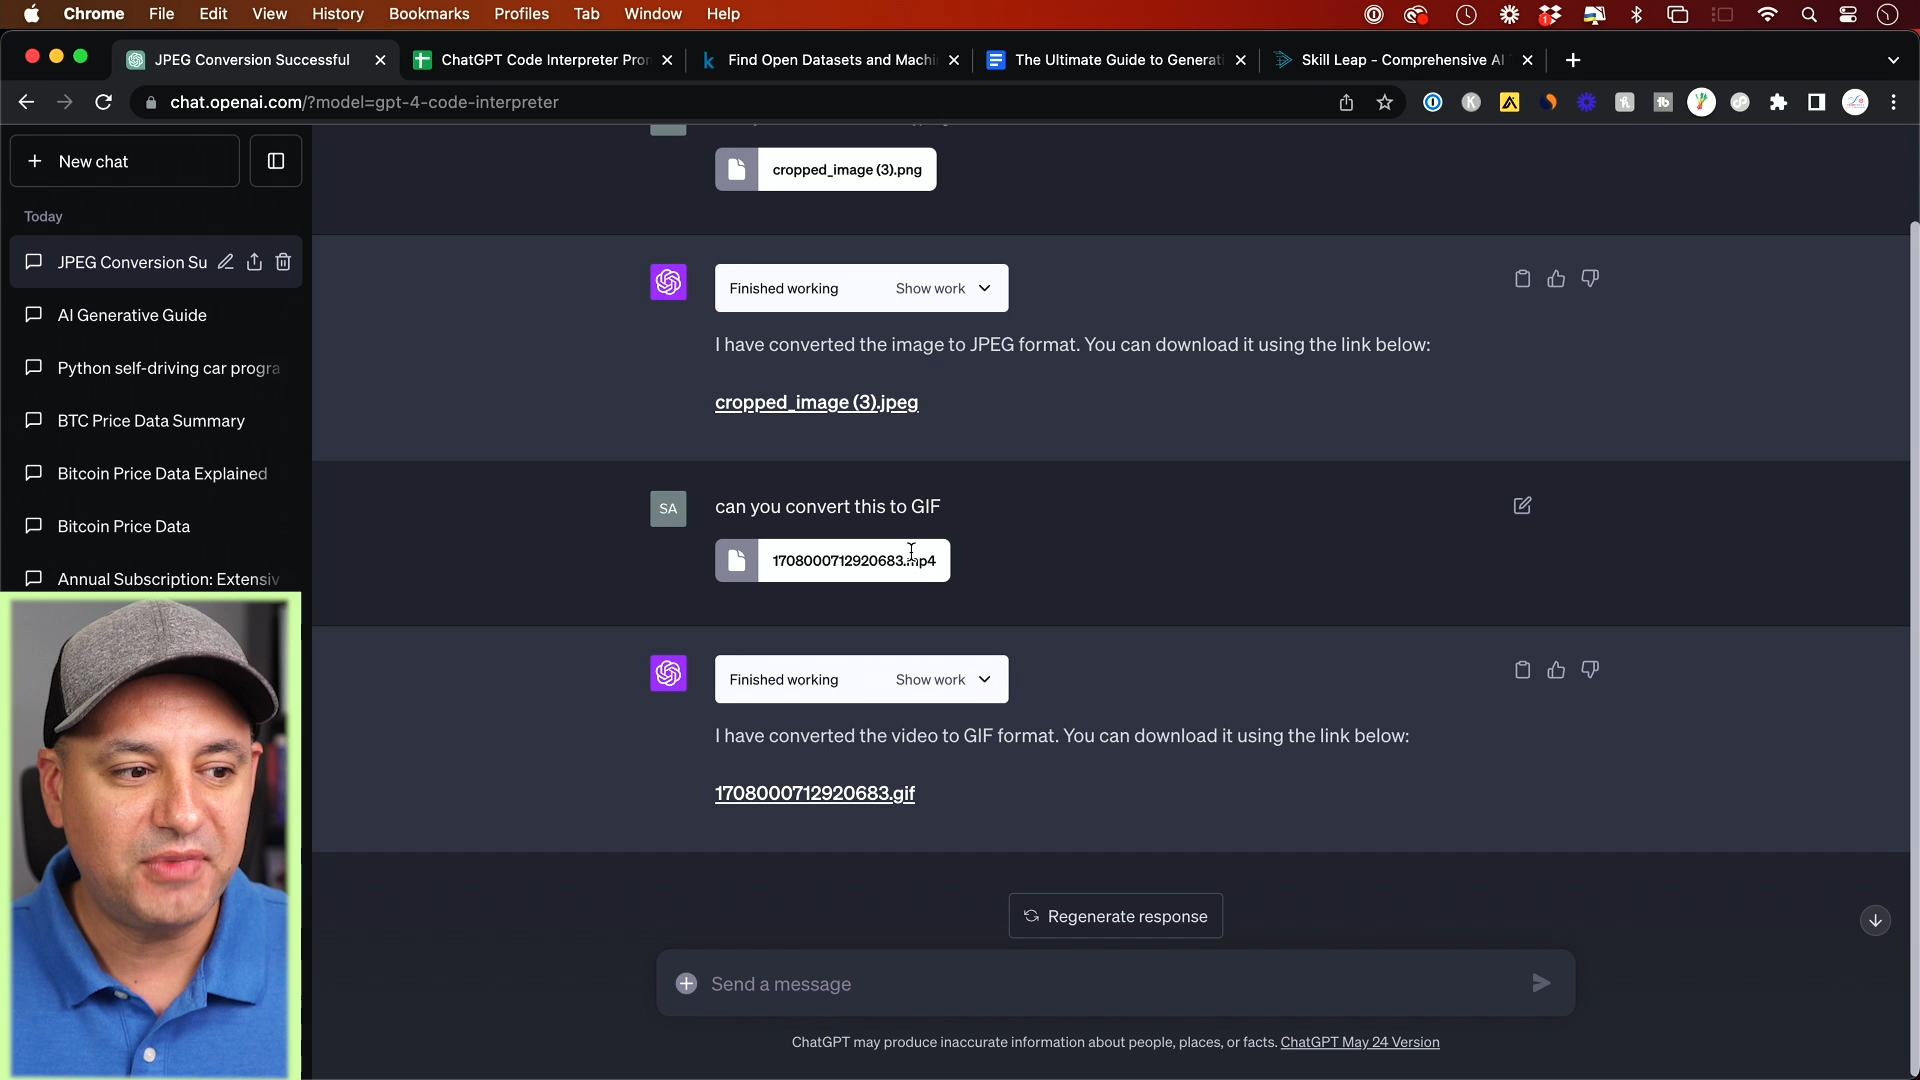 Chrome File Edit View History Bookmarks Profiles Tab Window Help
JPEG Conversion Successful
ChatGPT Code Interpreter Pro
Find Open Datasets and Machi
The Ultimate Guide to Generati
Skill Leap - Comprehensive AI
chat.openai.com/?model=gpt-4-code-interpreter
New chat
Today
JPEG Conversion Su
AI Generative Guide
Python self-driving car progra
BTC Price Data Summary
Bitcoin Price Data Explained
Bitcoin Price Data
Annual Subscription: Extensiv
cropped_image (3).png
Finished working Show work
I have converted the image to JPEG format. You can download it using the link below:
cropped_image (3).jpeg
SA
can you convert this to GIF
1708000712920683.mp4
Finished working Show work
I have converted the video to GIF format. You can download it using the link below:
1708000712920683.gif
Regenerate response
Send a message
ChatGPT may produce inaccurate information about people, places, or facts. ChatGPT May 24 Version